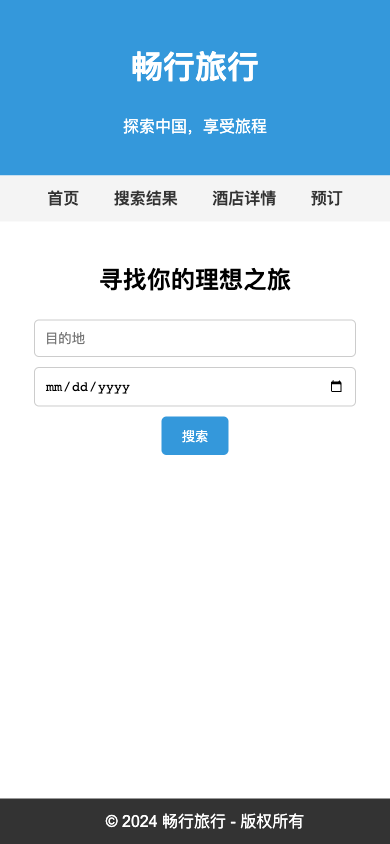 畅行旅行
探索中国，享受旅程
首页 搜索结果 酒店详情 预订
寻找你的理想之旅
目的地
mm/dd/yyyy
搜索
© 2024 畅行旅行 - 版权所有